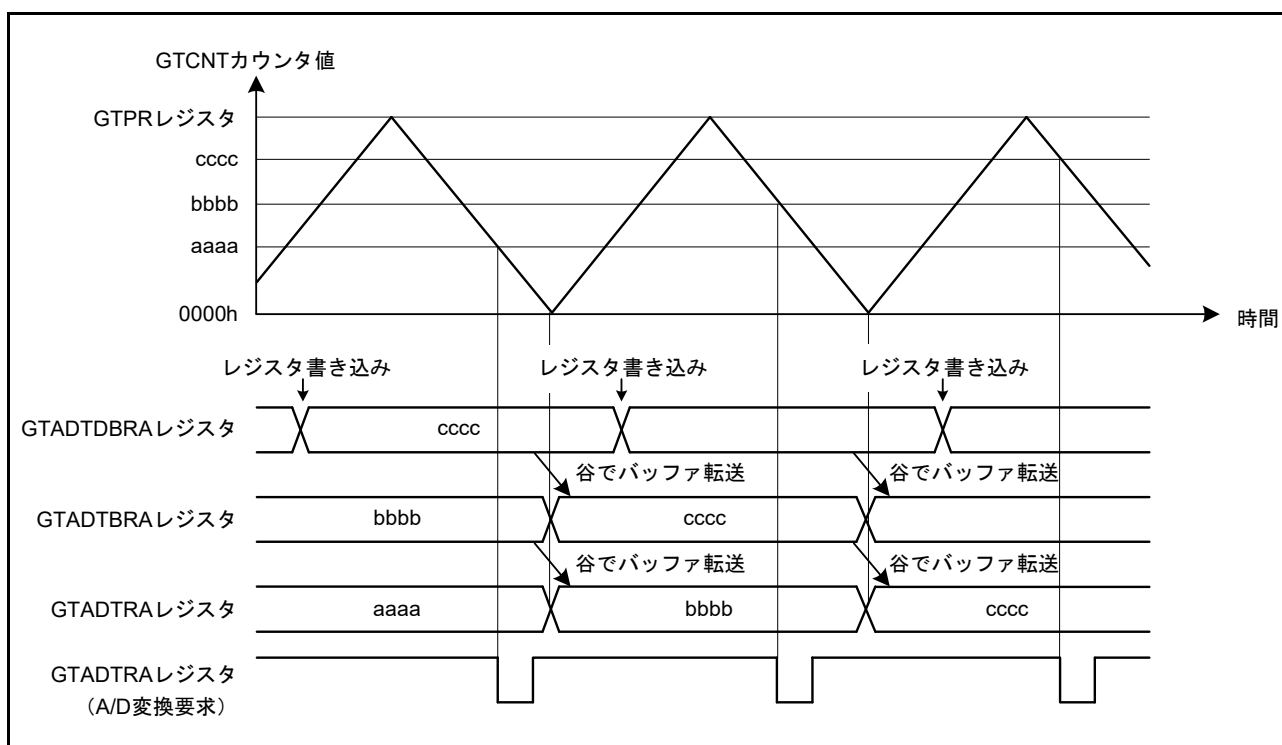 GTCNTカウンタ値
GTPRレジスタ
cccc
bbbb
aaaa
0000h
時間
レジスタ書き込み レジスタ書き込み レジスタ書き込み
GTADTDBRAレジスタ cccc
谷でバッファ転送 谷でバッファ転送
GTADTBRAレジスタ bbbb cccc
谷でバッファ転送 谷でバッファ転送
GTADTRAレジスタ aaaa bbbb cccc
GTADTRAレジスタ
(A/D変換要求)